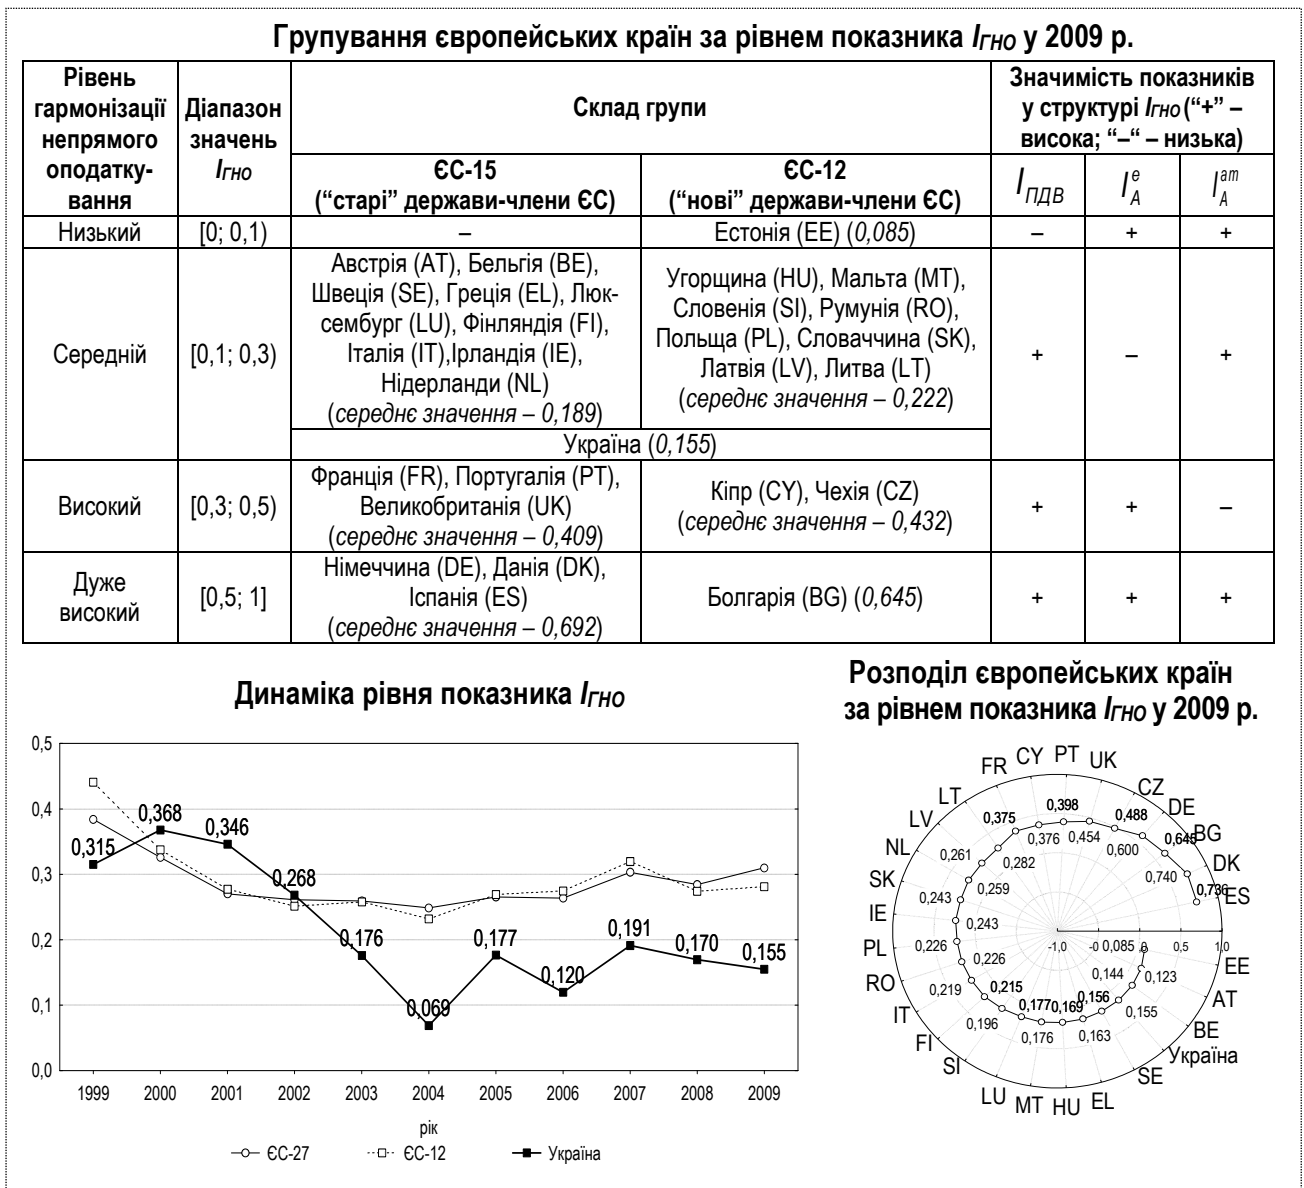 Групування європейських країн за рівнем показника IГНО у 2009 р.
Рівень
гармонізації
непрямого
оподатку-
вання
Діапазон
значень
IГНО
Склад групи
Значимість показників
у структурі IГНО (“+” –
висока; “–“ – низька)
ЄС-15
(“старі” держави-члени ЄС)
ЄС-12
(“нові” держави-члени ЄС)
IПДВ
I_A^e
I_A^am
Низький
[0; 0,1)
–
Естонія (EE) (0,085)
–
+
+
Середній
[0,1; 0,3)
Австрія (AT), Бельгія (BE),
Швеція (SE), Греція (EL), Люк-
сембург (LU), Фінляндія (FI),
Італія (IT),Ірландія (IE),
Нідерланди (NL)
(середнє значення – 0,189)
Угорщина (HU), Мальта (MT),
Словенія (SI), Румунія (RO),
Польща (PL), Словаччина (SK),
Латвія (LV), Литва (LT)
(середнє значення – 0,222)
+
–
+
Україна (0,155)
Високий
[0,3; 0,5)
Франція (FR), Португалія (PT),
Великобританія (UK)
(середнє значення – 0,409)
Кіпр (CY), Чехія (CZ)
(середнє значення – 0,432)
+
+
–
Дуже
високий
[0,5; 1]
Німеччина (DE), Данія (DK),
Іспанія (ES)
(середнє значення – 0,692)
Болгарія (BG) (0,645)
+
+
+
Динаміка рівня показника IГНО
0,5
0,4
0,3
0,2
0,1
0,0
0,315
0,368
0,346
0,268
0,176
0,069
0,177
0,120
0,191
0,170
0,155
1999 2000 2001 2002 2003 2004 2005 2006 2007 2008 2009
рік
ЄС-27 ЄС-12 Україна
Розподіл європейських країн
за рівнем показника IГНО у 2009 р.
EE
AT
BE
Україна
SE
EL
HU
MT
LU
SI
FI
IT
RO
PL
IE
SK
NL
LV
LT
FR
CY
PT
UK
CZ
DE
BG
DK
ES
0,085
0,123
0,144
0,155
0,156
0,163
0,169
0,176
0,177
0,196
0,215
0,219
0,226
0,226
0,243
0,243
0,259
0,261
0,282
0,375
0,376
0,398
0,454
0,488
0,600
0,645
0,740
0,736
-1,0
0,5
1,0